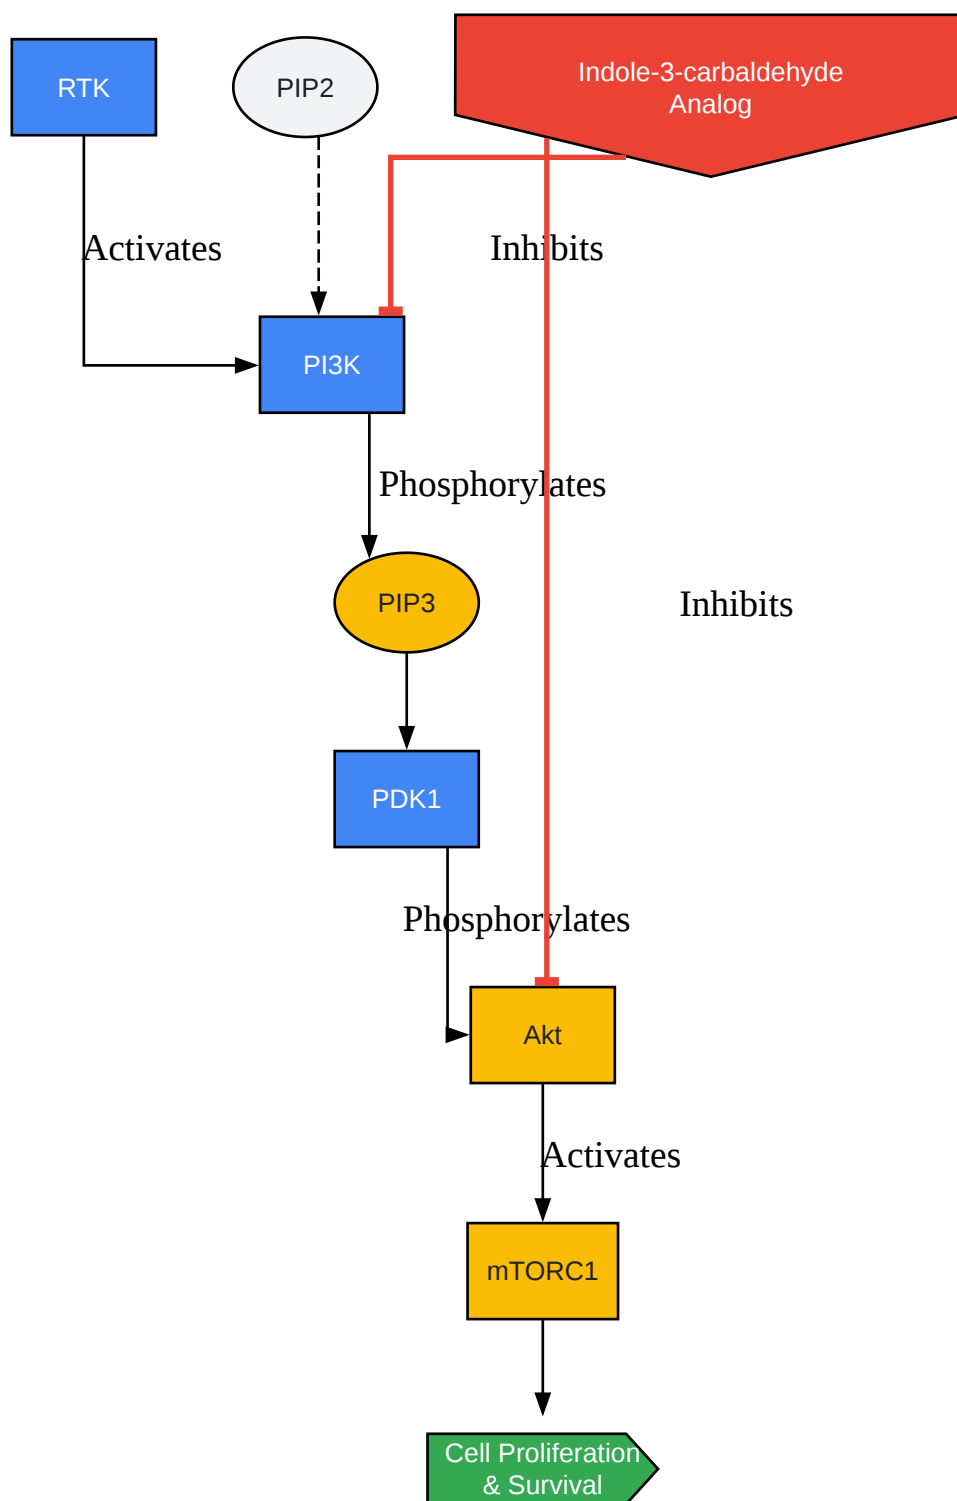 RTK
PIP2
Indole-3-carbaldehyde
Analog
Activates
Inhibits
PI3K
Phosphorylates
PIP3
Inhibits
PDK1
Phosphorylates
Akt
Activates
mTORC1
Cell Proliferation
& Survival